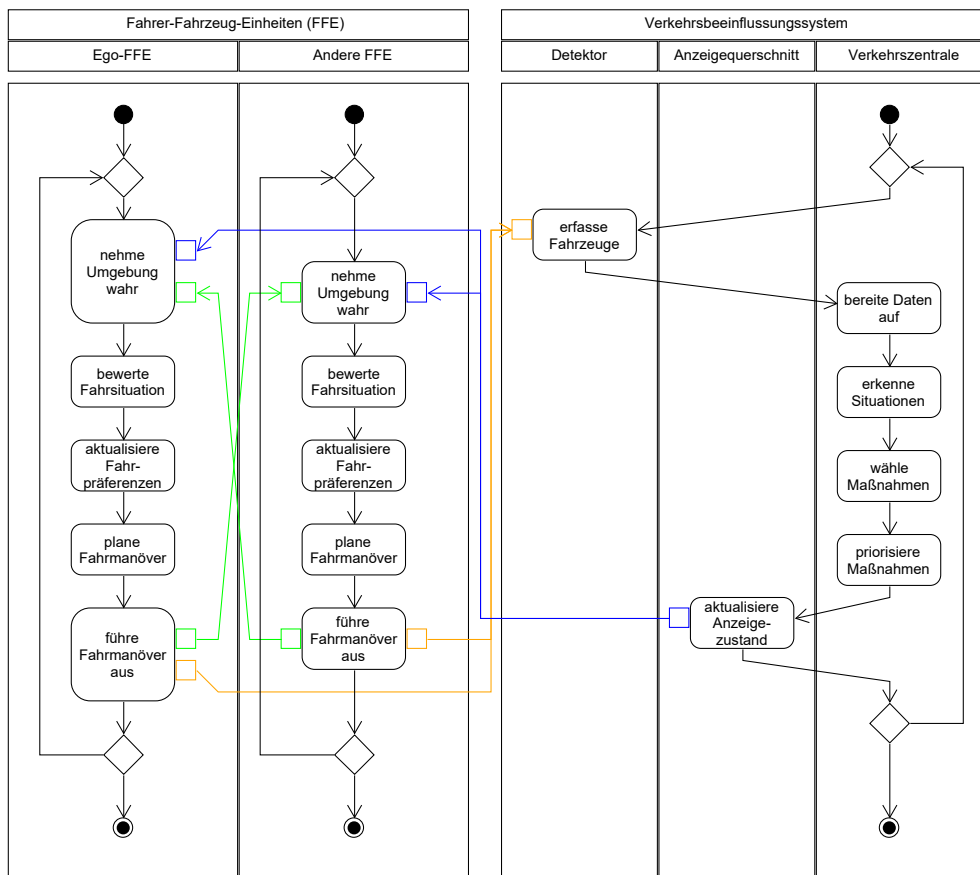 Fahrer-Fahrzeug-Einheiten (FFE)
Verkehrsbeeinflussungssystem
Ego-FFE
Andere FFE
Detektor
Anzeigequerschnitt
Verkehrszentrale
nehme
Umgebung
wahr
bewerte
Fahrsituation
aktualisiere
Fahr-
präferenzen
plane
Fahrmanöver
führe
Fahrmanöver
aus
nehme
Umgebung
wahr
bewerte
Fahrsituation
aktualisiere
Fahr-
präferenzen
plane
Fahrmanöver
führe
Fahrmanöver
aus
erfasse
Fahrzeuge
aktualisiere
Anzeige-
zustand
bereite Daten
auf
erkenne
Situationen
wähle
Maßnahmen
priorisiere
Maßnahmen